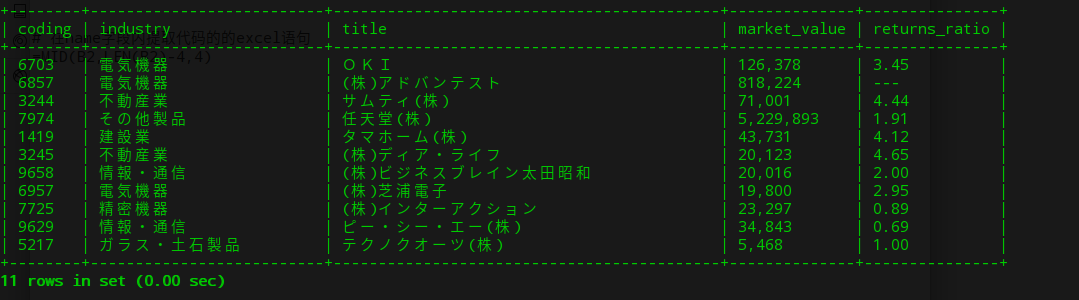 +--------+--------------------------+-------------------------------------------+--------------+---------------+
| coding | industry | title | market_value | returns_ratio |
+--------+--------------------------+-------------------------------------------+--------------+---------------+
| 6703 | 電気機器 | ＯＫＩ | 126,378 | 3.45 |
| 6857 | 電気機器 | (株)アドバンテスト | 818,224 | --- |
| 3244 | 不動産業 | サムティ(株) | 71,001 | 4.44 |
| 7974 | その他製品 | 任天堂(株) | 5,229,893 | 1.91 |
| 1419 | 建設業 | タマホーム(株) | 43,731 | 4.12 |
| 3245 | 不動産業 | (株)ディア・ライフ | 20,123 | 4.65 |
| 9658 | 情報・通信 | (株)ビジネスブレイン太田昭和 | 20,016 | 2.00 |
| 6957 | 電気機器 | (株)芝浦電子 | 19,800 | 2.95 |
| 7725 | 精密機器 | (株)インターアクション | 23,297 | 0.89 |
| 9629 | 情報・通信 | ピー・シー・エー(株) | 34,843 | 0.69 |
| 5217 | ガラス・土石製品 | テクノクオーツ(株) | 5,468 | 1.00 |
+--------+--------------------------+-------------------------------------------+--------------+---------------+
11 rows in set (0.00 sec)